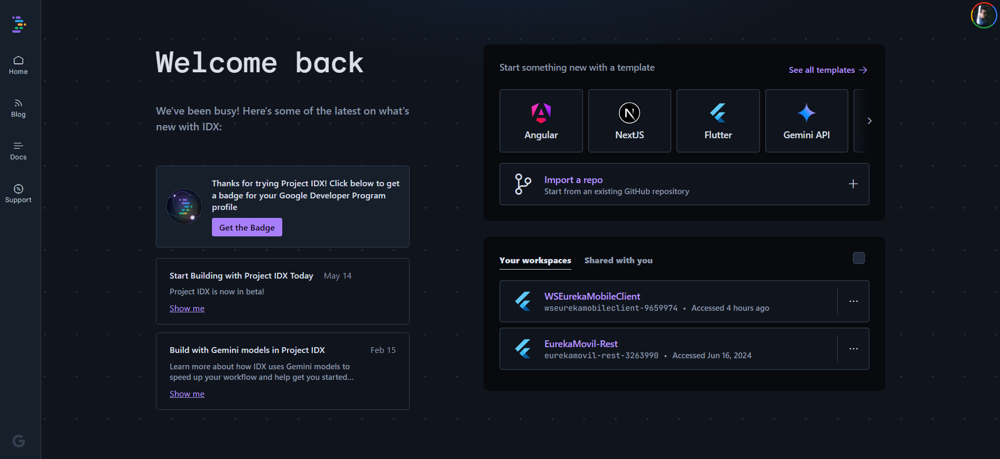 Home
Blog
Docs
Support
Welcome back
We've been busy! Here's some of the latest on what's
new with IDX:
Thanks for trying Project IDX! Click below to get
a badge for your Google Developer Program
profile
Get the Badge
Start Building with Project IDX Today May 14
Project IDX is now in beta!
Show me
Build with Gemini models in Project IDX Feb 15
Learn more about how IDX uses Gemini models to
speed up your workflow and help get you started...
Show me
Start something new with a template
See all templates →
Angular
NextJS
Flutter
Gemini API
Import a repo
Start from an existing GitHub repository
Your workspaces Shared with you
WSEurekaMobileClient
wseurekamobileclient-9659974 • Accessed 4 hours ago
EurekaMovil-Rest
eurekamovil-rest-3263990 • Accessed Jun 16, 2024
G